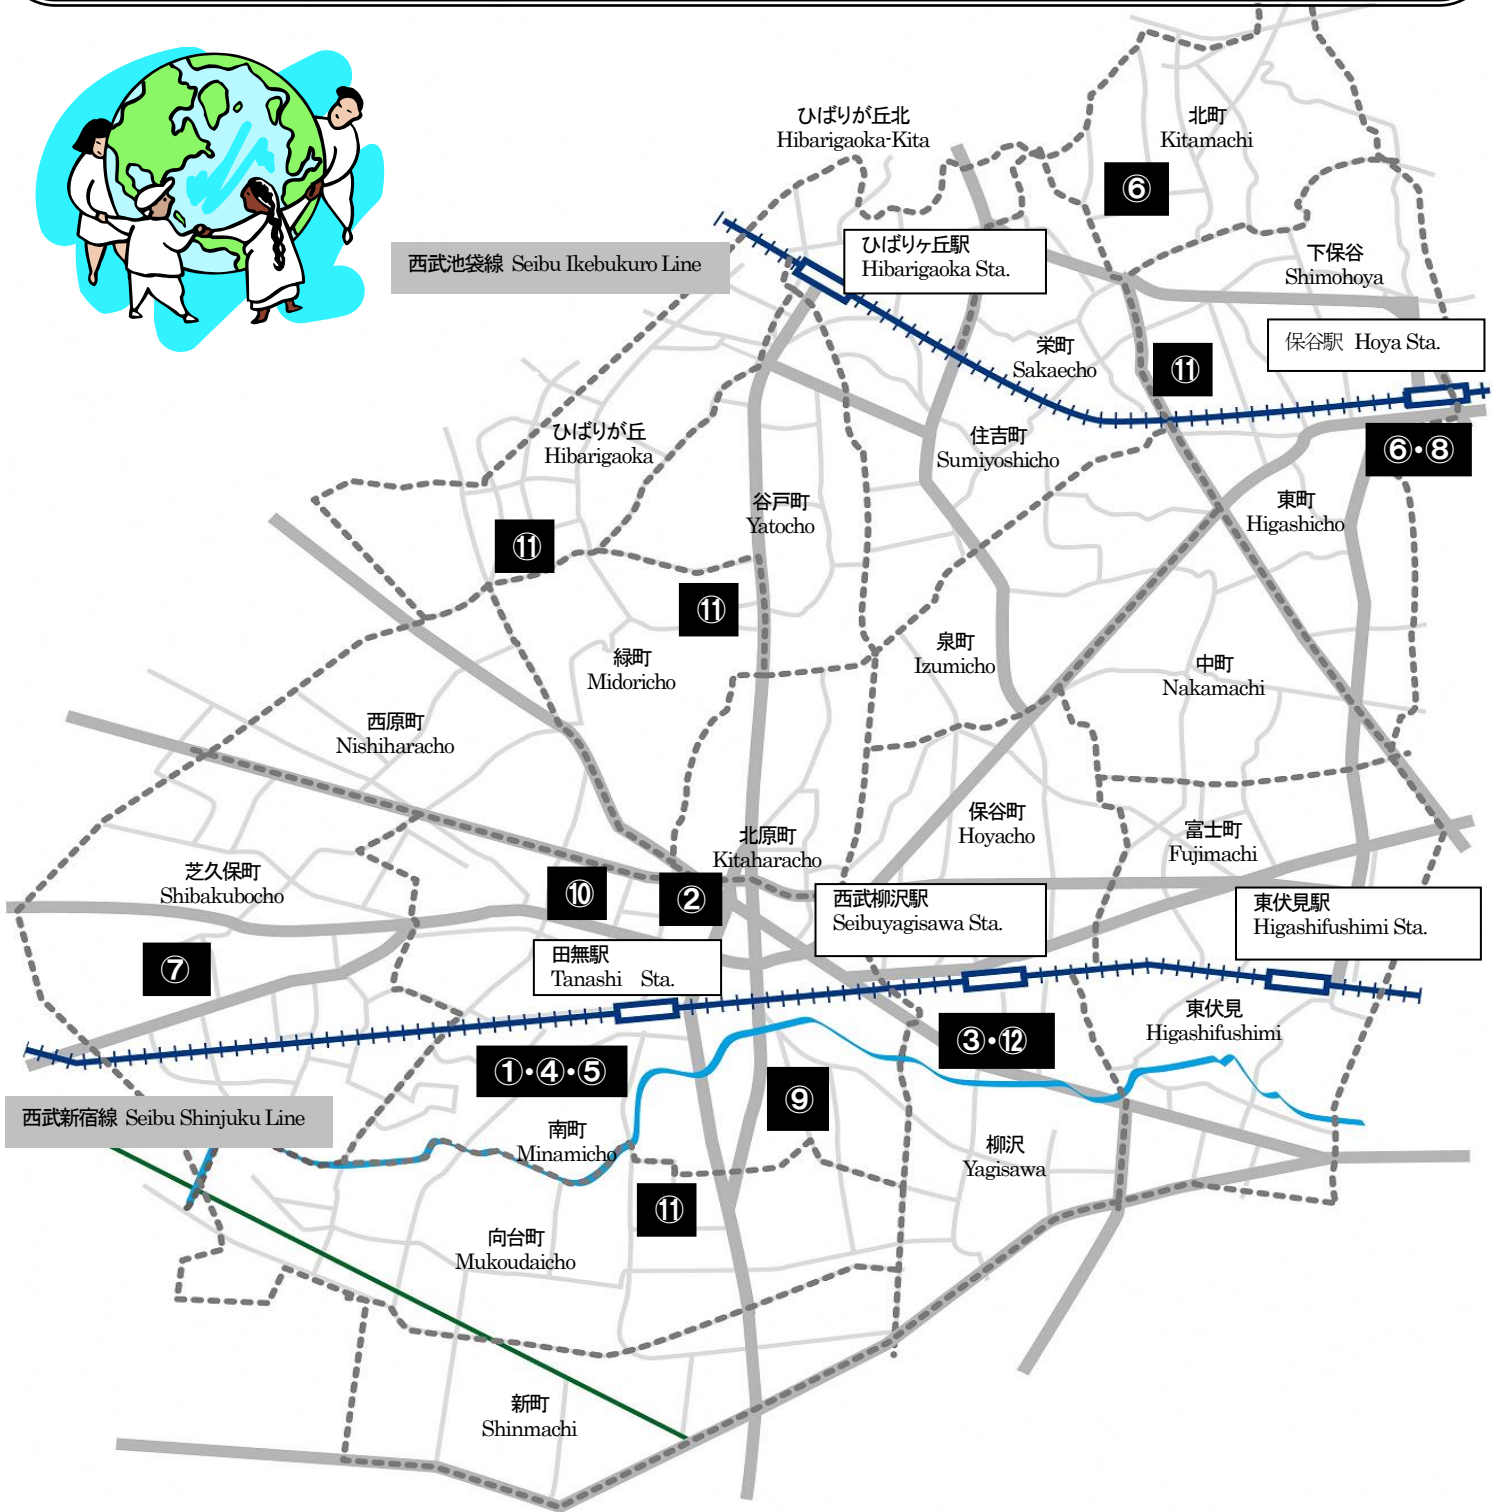 ひばりが丘北
Hibarigaoka-Kita
北町
Kitamachi
⑥
西武池袋線 Seibu Ikebukuro Line
ひばりヶ丘駅
Hibarigaoka Sta.
下保谷
Shimohoya
栄町
Sakaecho
⑪
保谷駅 Hoya Sta.
ひばりが丘
Hibarigaoka
住吉町
Sumiyoshicho
⑥・⑧
谷戸町
Yatocho
東町
Higashicho
⑪
⑪
緑町
Midoricho
泉町
Izumicho
中町
Nakamachi
西原町
Nishiharacho
北原町
Kitaharacho
保谷町
Hoyacho
富士町
Fujimachi
芝久保町
Shibakubocho
⑩
②
西武柳沢駅
Seibuyagisawa Sta.
東伏見駅
Higashifushimi Sta.
⑦
田無駅
Tanashi Sta.
東伏見
Higashifushimi
③・⑫
①・④・⑤
⑨
西武新宿線 Seibu Shinjuku Line
南町
Minamicho
柳沢
Yagisawa
⑪
向台町
Mukoudaicho
新町
Shinmachi